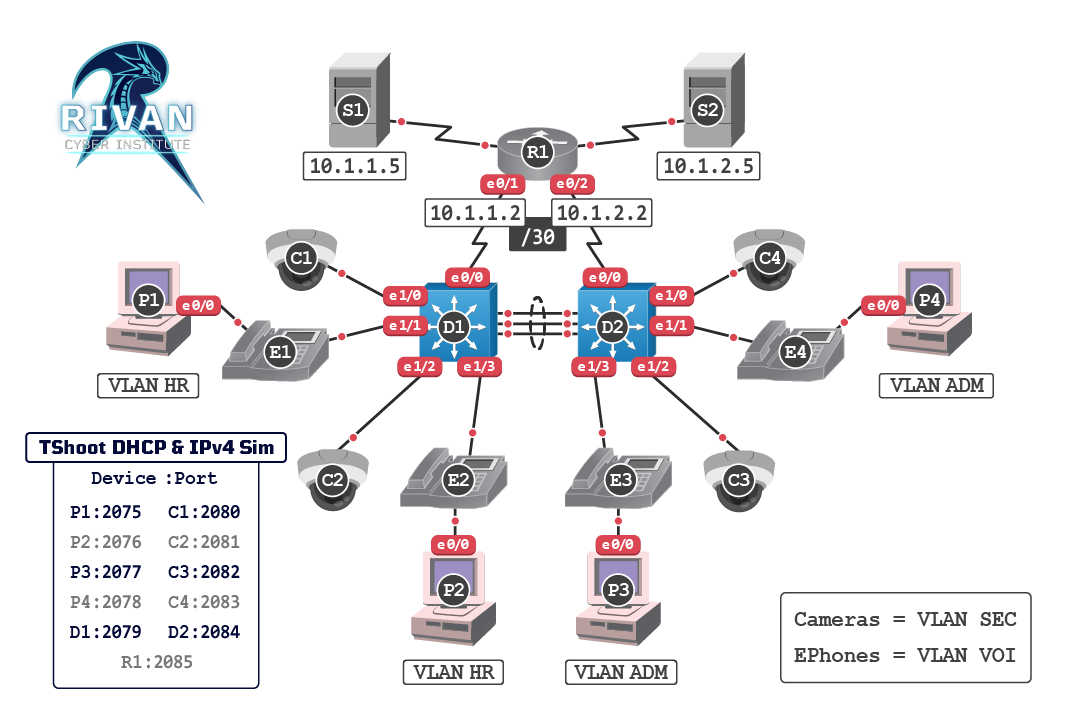 RIVAN
CYBER INSTITUTE
S1
S2
R1
10.1.1.5
10.1.2.5
e0/1
e0/2
10.1.1.2
10.1.2.2
/30
C1
C4
e0/0
e0/0
P1
e0/0
e1/0
e1/0
e0/0
P4
E1
e1/1
D1
D2
e1/1
E4
e1/2
e1/3
e1/3
e1/2
VLAN HR
VLAN ADM
TShoot DHCP & IPv4 Sim
Device :Port
P1:2075 C1:2080
P2:2076 C2:2081
P3:2077 C3:2082
P4:2078 C4:2083
D1:2079 D2:2084
R1:2085
C2
E2
E3
C3
e0/0
e0/0
P2
P3
VLAN HR
VLAN ADM
Cameras = VLAN SEC
EPhones = VLAN VOI